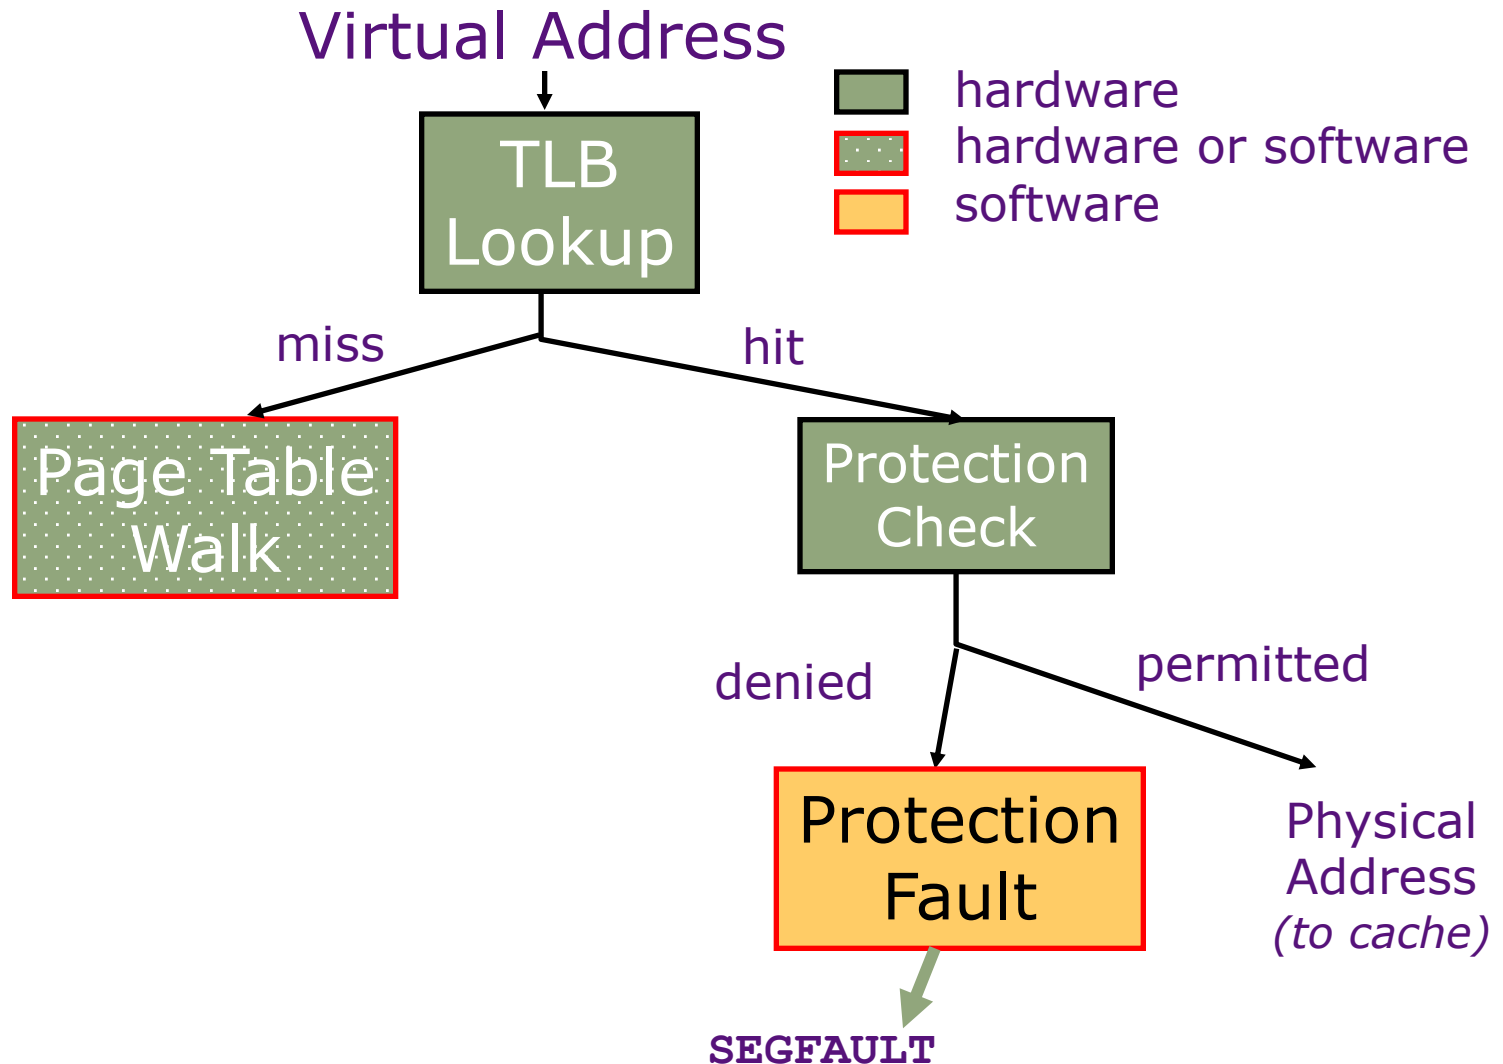 Virtual Address
hardware
hardware or software
software
TLB
Lookup
miss
hit
Page Table
Walk
Protection
Check
denied
permitted
Protection
Fault
Physical
Address
(to cache)
SEGFAULT